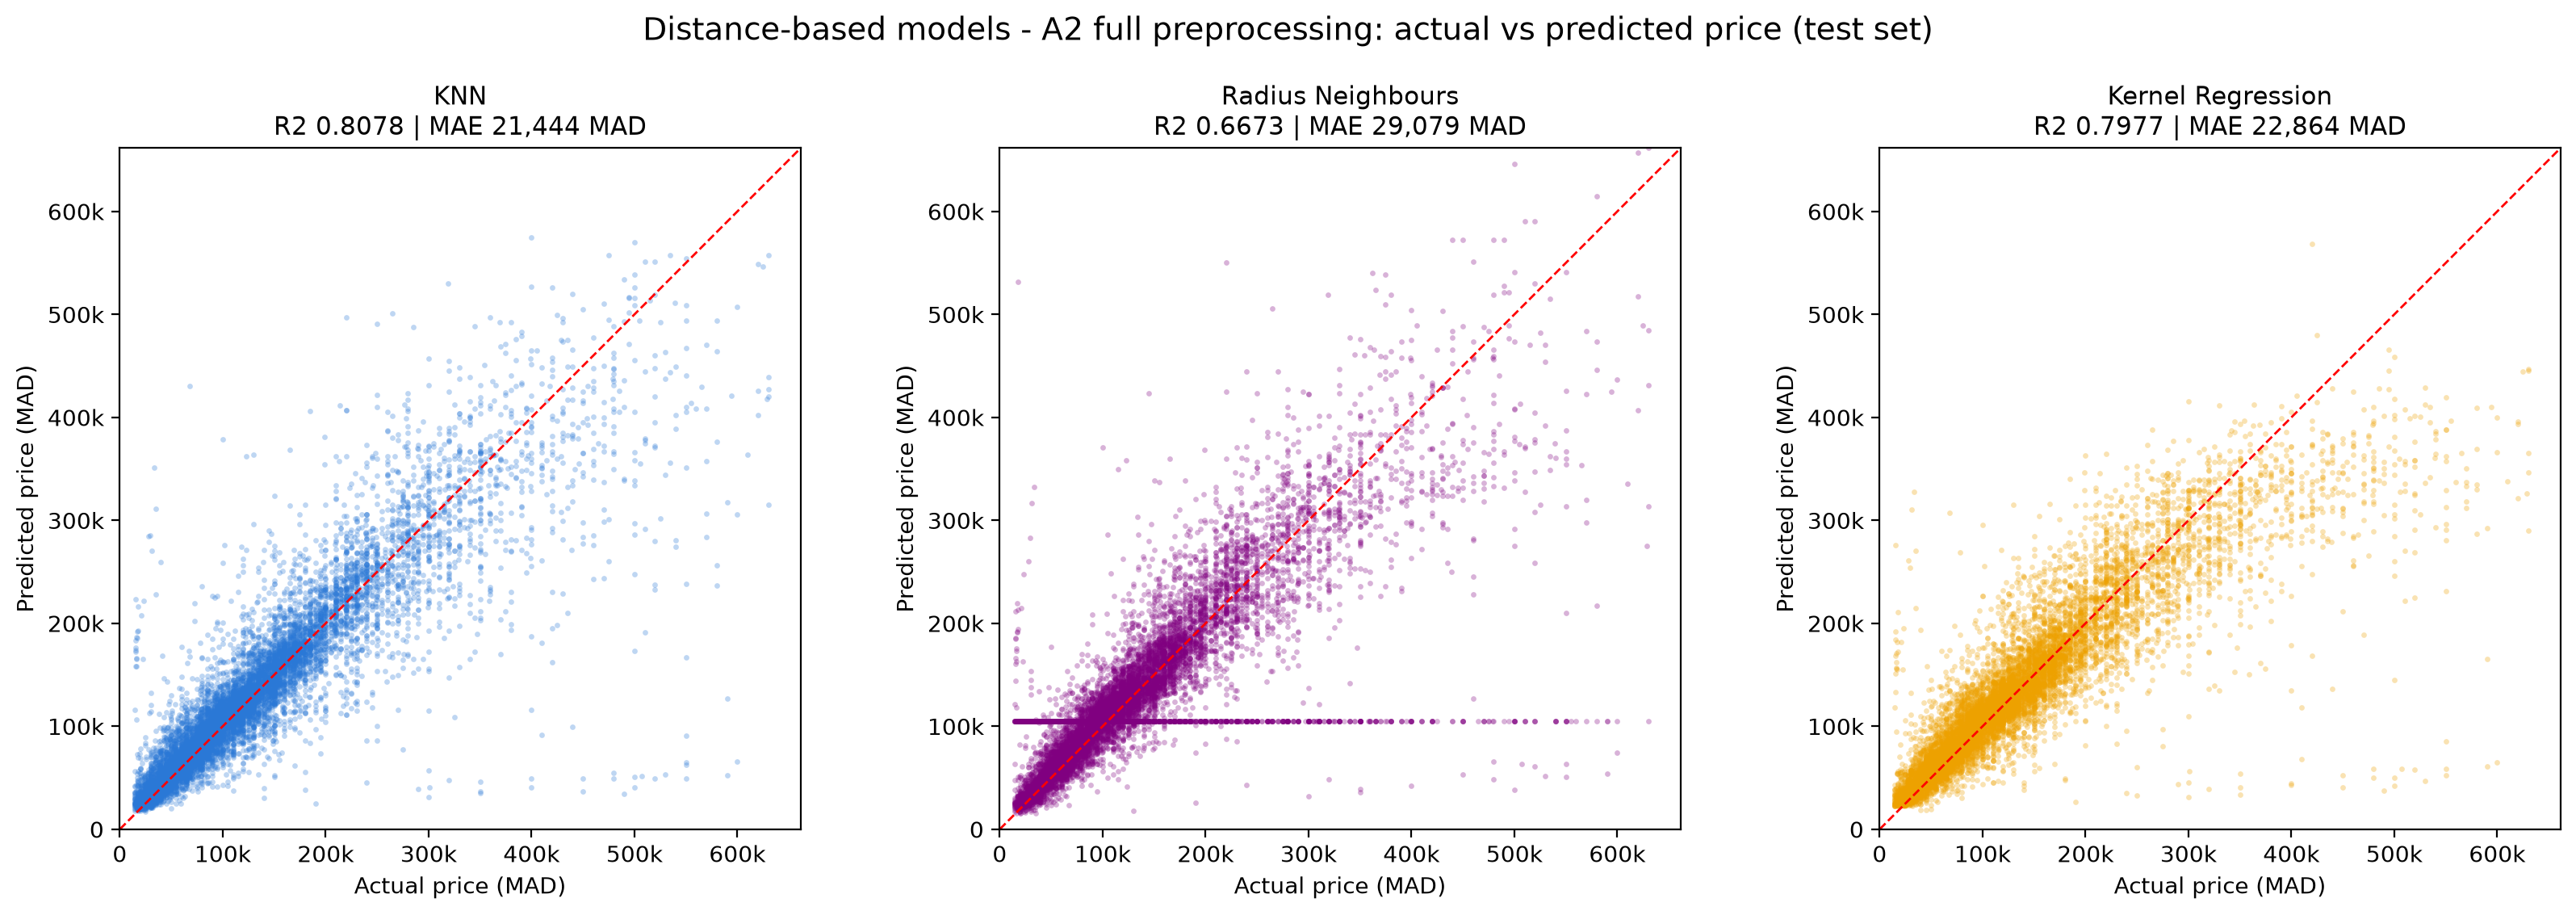 Distance-based models - A2 full preprocessing: actual vs predicted price (test set)
KNN
R2 0.8078 | MAE 21,444 MAD
600k
500k
400k
300k
200k
100k
0
Predicted price (MAD)
0 100k 200k 300k 400k 500k 600k
Actual price (MAD)
Radius Neighbours
R2 0.6673 | MAE 29,079 MAD
600k
500k
400k
300k
200k
100k
0
Predicted price (MAD)
0 100k 200k 300k 400k 500k 600k
Actual price (MAD)
Kernel Regression
R2 0.7977 | MAE 22,864 MAD
600k
500k
400k
300k
200k
100k
0
Predicted price (MAD)
0 100k 200k 300k 400k 500k 600k
Actual price (MAD)